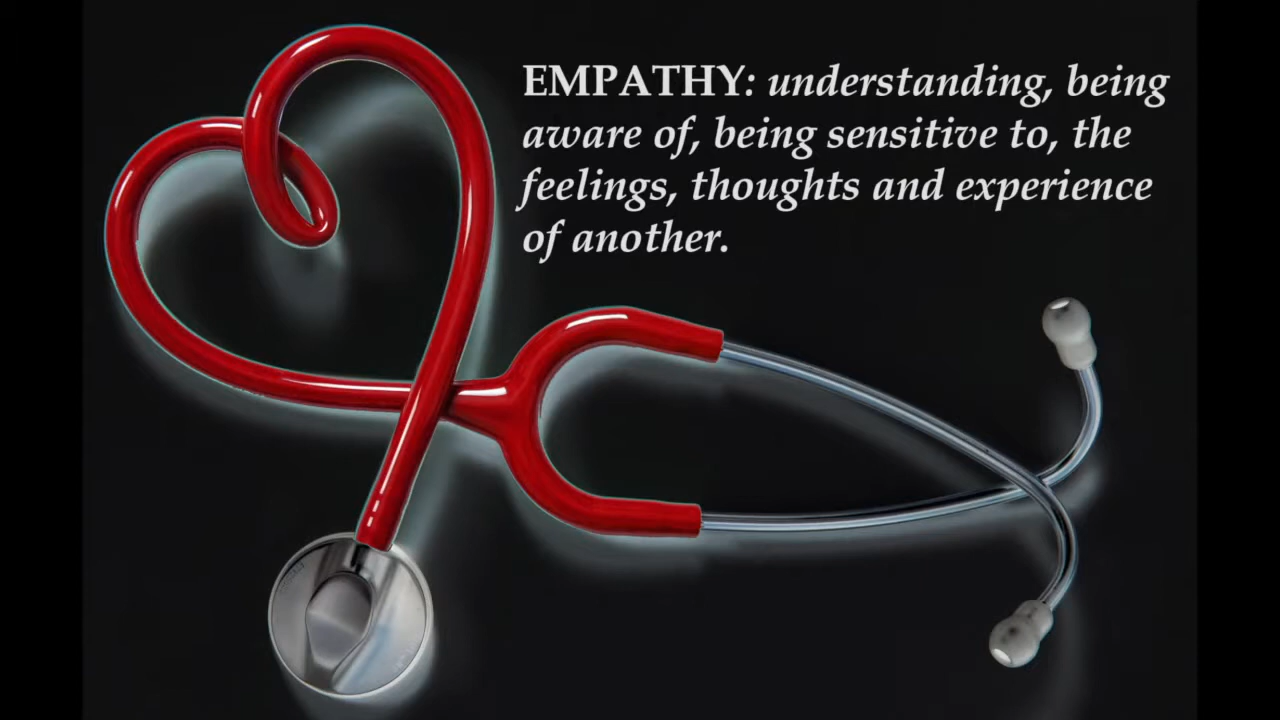 EMPATHY: understanding, being
aware of, being sensitive to, the
feelings, thoughts and experience
of another.